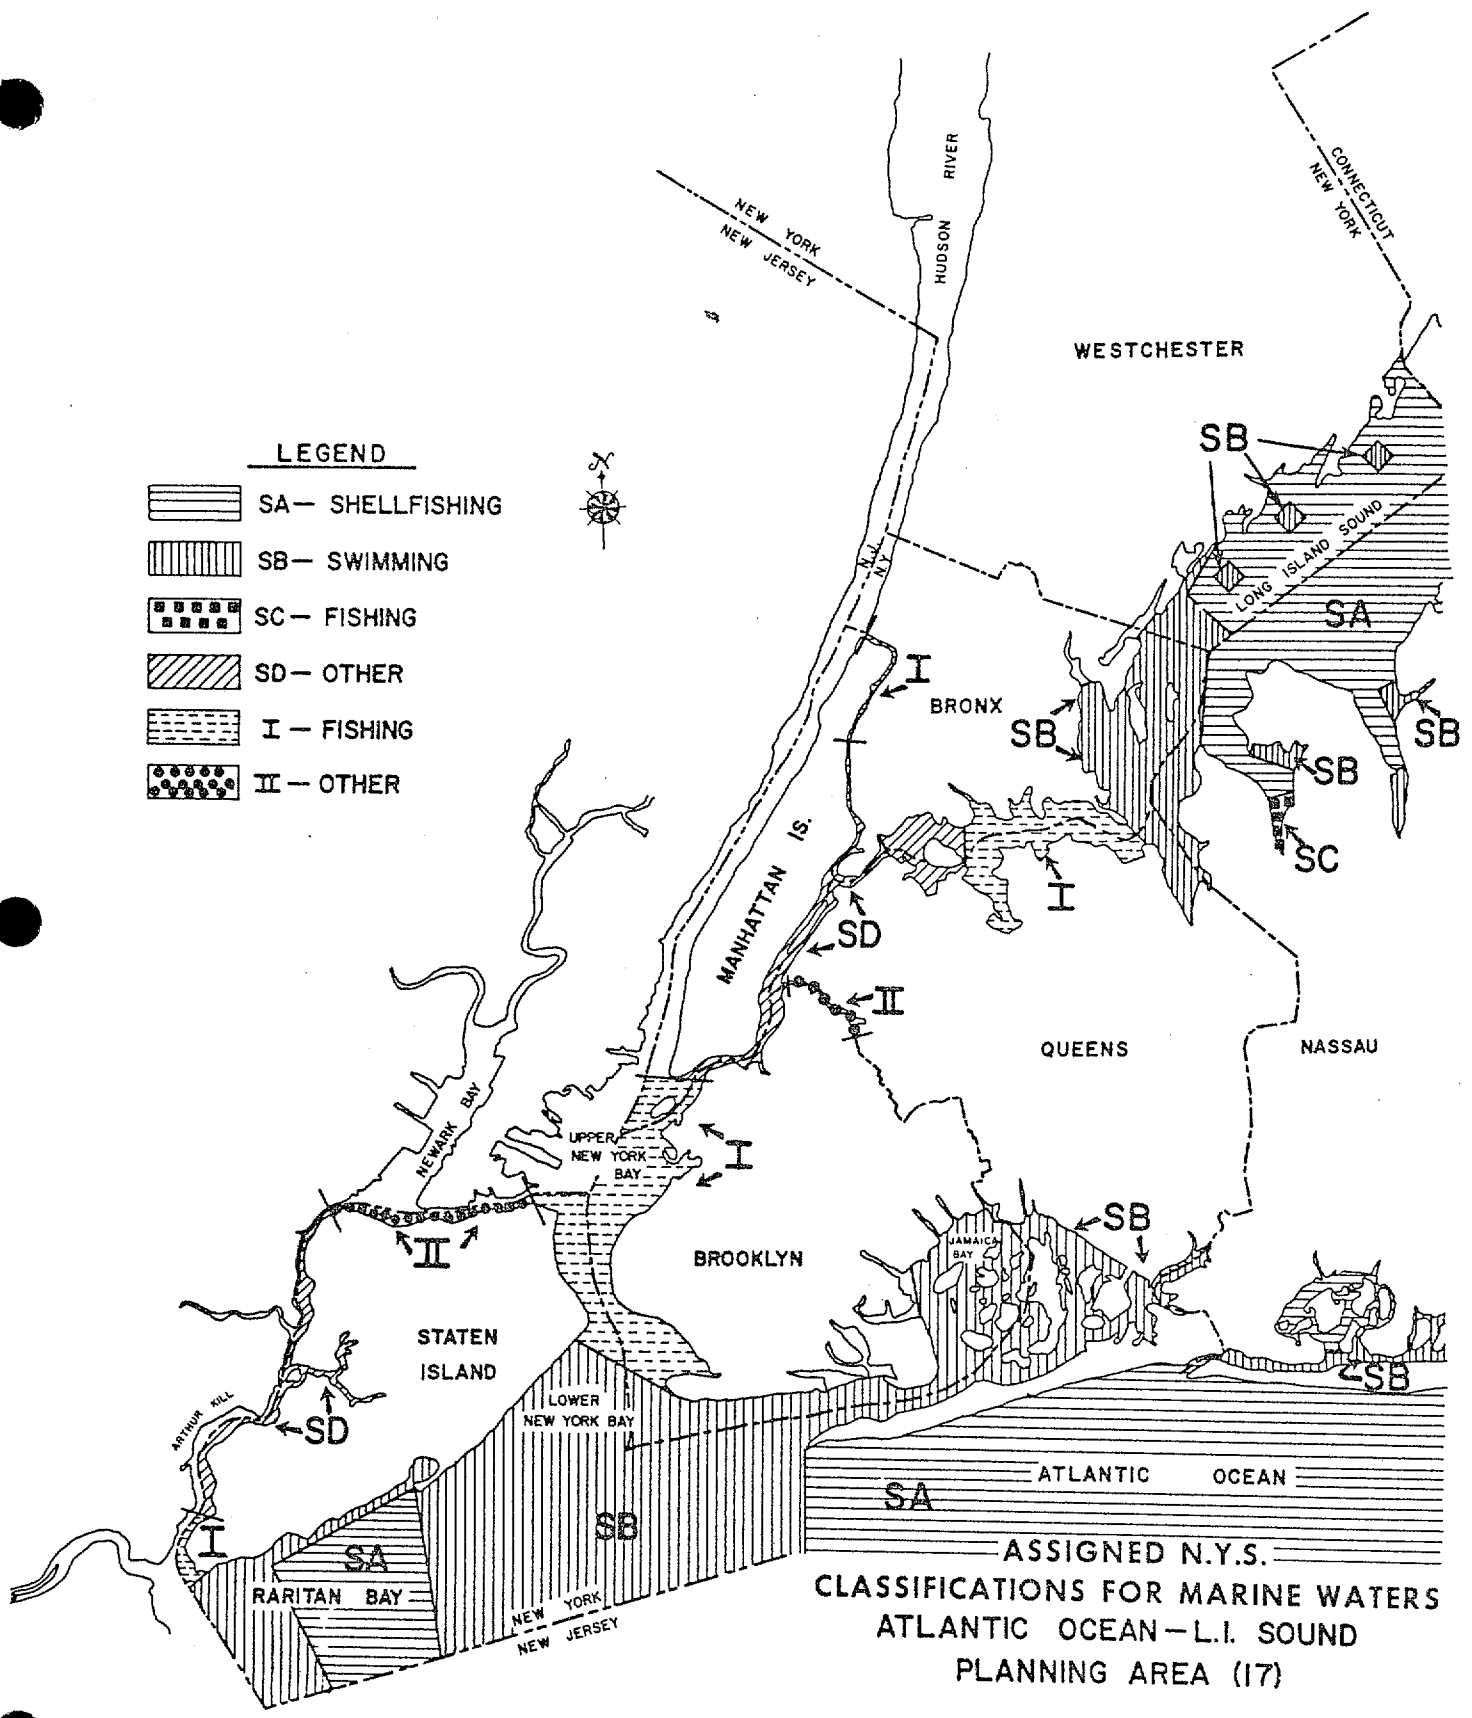 HUDSON RIVER
CONNECTICUT
NEW YORK
NEW YORK
NEW JERSEY
WESTCHESTER
SB
LEGEND
N
SA — SHELLFISHING
SB — SWIMMING
SC — FISHING
SD — OTHER
I — FISHING
II — OTHER
LONG ISLAND SOUND
SA
N.J.
N.Y.
I
BRONX
SB
SB
SB
SC
I
MANHATTAN IS.
SD
II
QUEENS
NASSAU
NEWARK BAY
UPPER
NEW YORK
BAY
I
II
BROOKLYN
SB
JAMAICA
BAY
STATEN
ISLAND
SB
ARTHUR KILL
SD
LOWER
NEW YORK BAY
ATLANTIC OCEAN
SA
SB
I
SA
RARITAN BAY
NEW YORK
NEW JERSEY
ASSIGNED N.Y.S.
CLASSIFICATIONS FOR MARINE WATERS
ATLANTIC OCEAN — L.I. SOUND
PLANNING AREA (17)